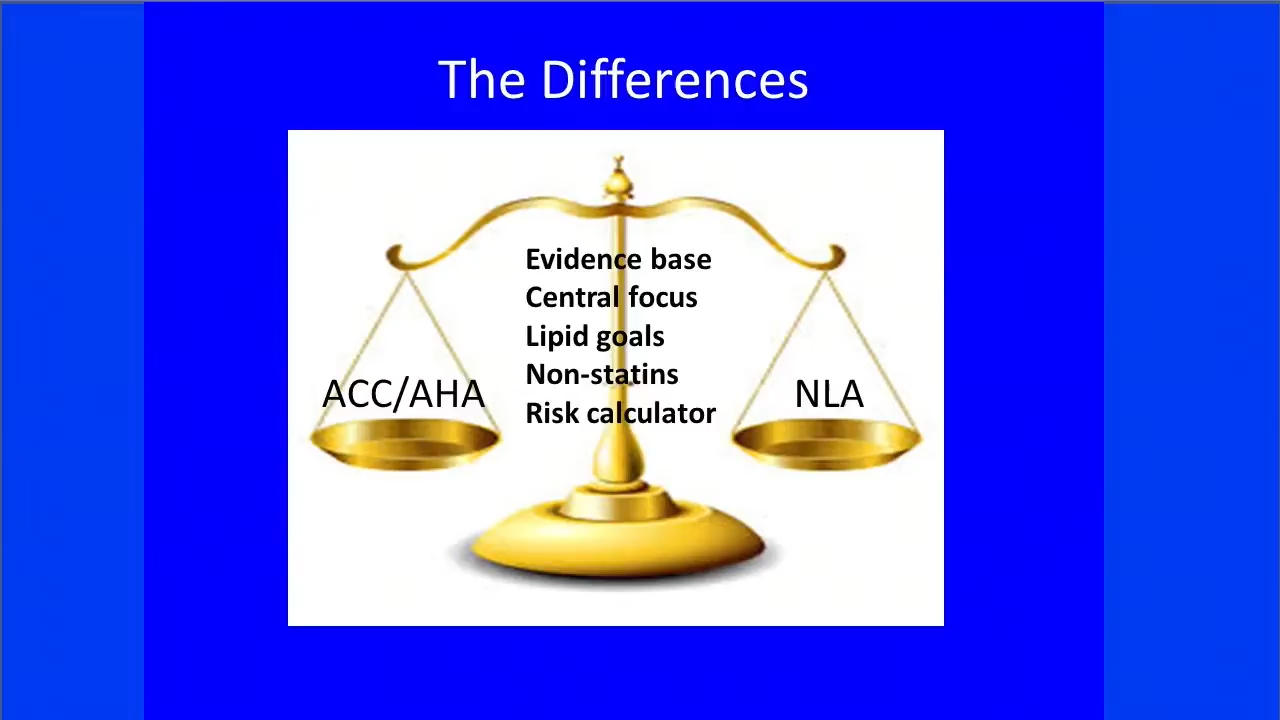 The Differences
Evidence base
Central focus
Lipid goals
Non-statins
Risk calculator
ACC/AHA
NLA